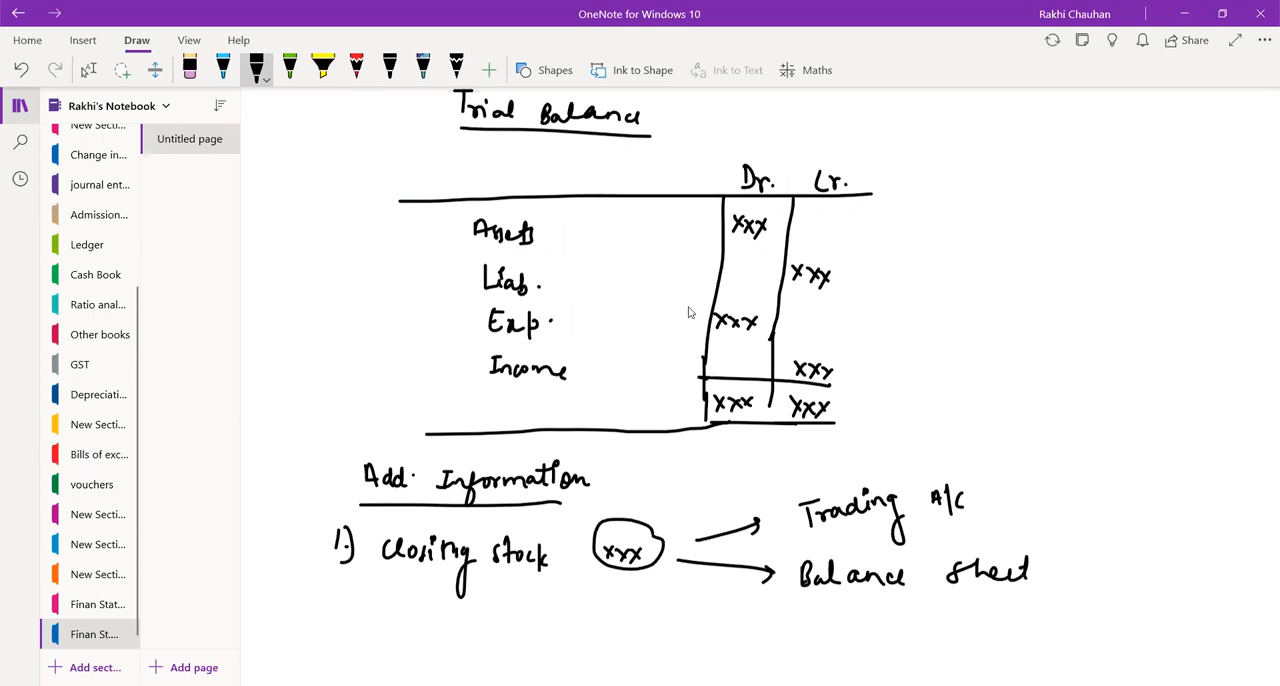 OneNote for Windows 10
Rakhi Chauhan
Home Insert Draw View Help
Share
Shapes Ink to Shape Ink to Text Maths
Rakhi's Notebook
New Secti...
Change in...
journal ent...
Admission...
Ledger
Cash Book
Ratio anal...
Other books
GST
Depreciati...
New Secti...
Bills of exc...
vouchers
New Secti...
New Secti...
New Secti...
Finan Stat...
Finan St....
Add sect...
Untitled page
Add page
Trial Balance
Dr. Cr.
Assets xxx
Liab. xxx
Exp. xxx
Income xxx
xxx xxx
Add. Information
1.) Closing stock xxx
Trading A/C
Balance Sheet